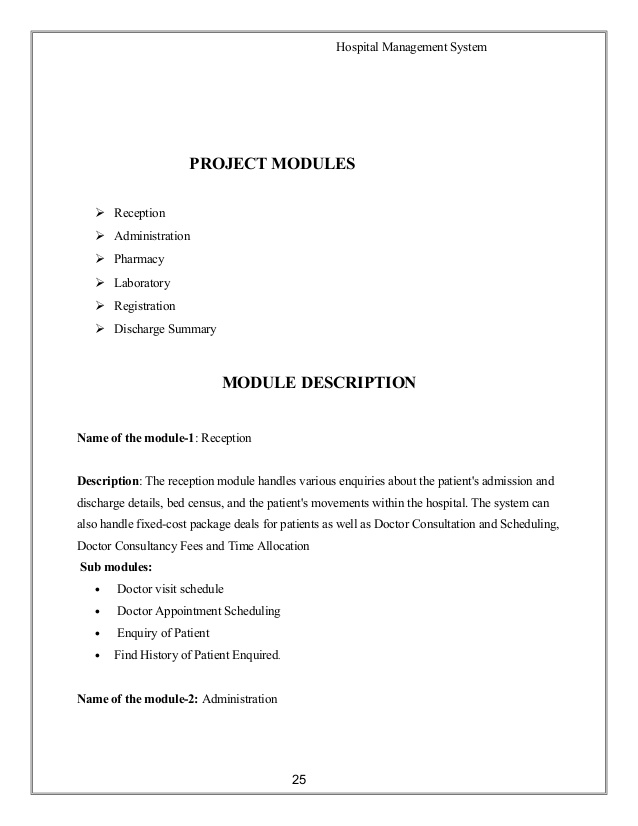 Hospital Management System
PROJECT MODULES
➢ Reception
➢ Administration
➢ Pharmacy
➢ Laboratory
➢ Registration
➢ Discharge Summary
MODULE DESCRIPTION
Name of the module-1: Reception
Description: The reception module handles various enquiries about the patient's admission and
discharge details, bed census, and the patient's movements within the hospital. The system can
also handle fixed-cost package deals for patients as well as Doctor Consultation and Scheduling,
Doctor Consultancy Fees and Time Allocation
Sub modules:
• Doctor visit schedule
• Doctor Appointment Scheduling
• Enquiry of Patient
• Find History of Patient Enquired.
Name of the module-2: Administration
25